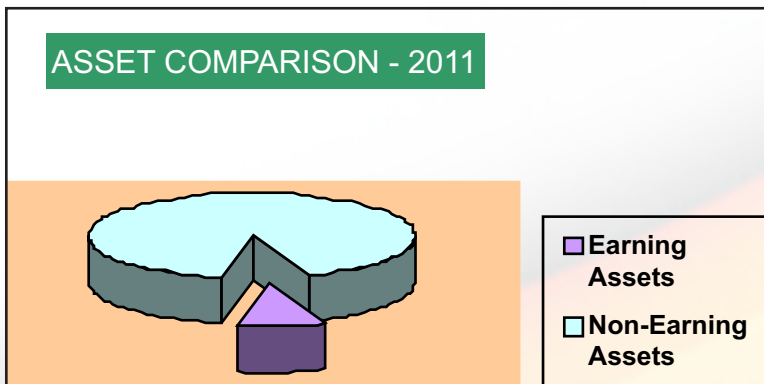 ASSET COMPARISON - 2011
Earning
Assets
Non-Earning
Assets